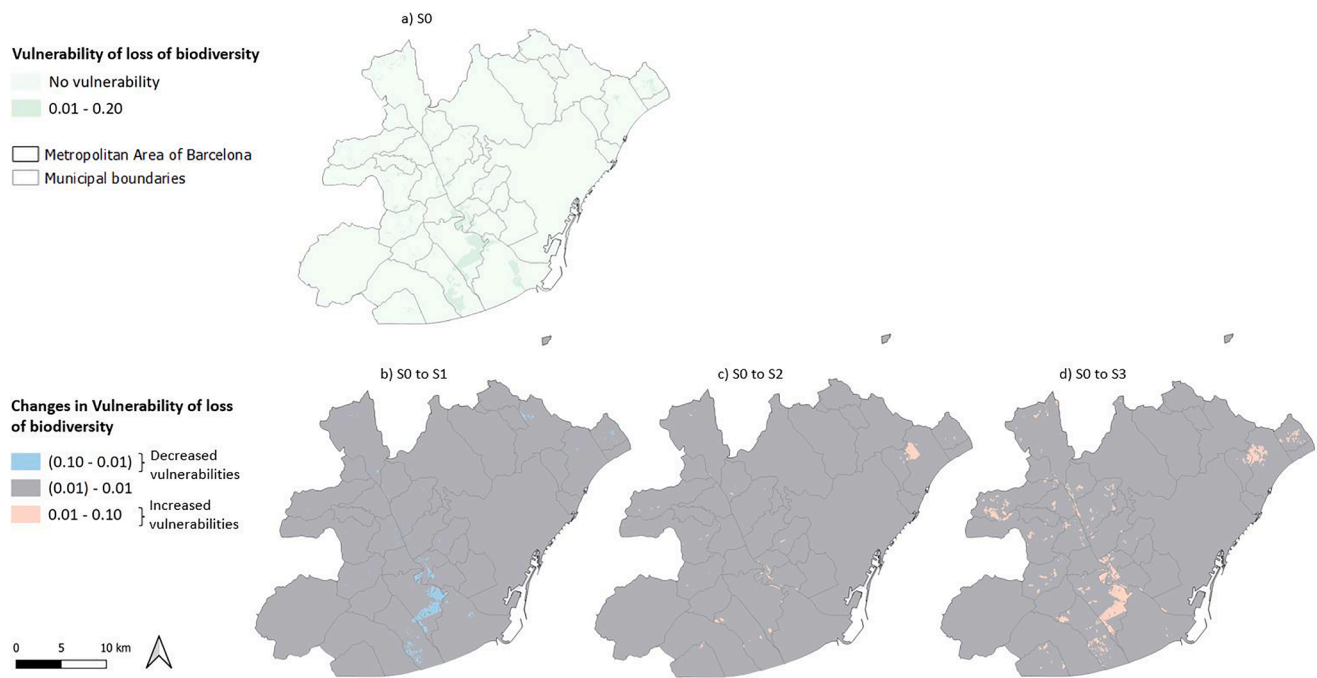 a) S0
Vulnerability of loss of biodiversity
No vulnerability
0.01 - 0.20
Metropolitan Area of Barcelona
Municipal boundaries
b) S0 to S1
c) S0 to S2
d) S0 to S3
Changes in Vulnerability of loss
of biodiversity
(0.10 - 0.01)
Decreased
vulnerabilities
(0.01) - 0.01
0.01 - 0.10
Increased
vulnerabilities
0 5 10 km